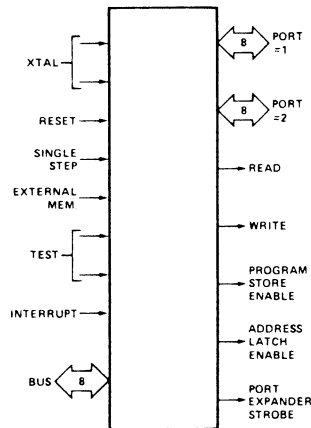 XTAL
RESET
SINGLE
STEP
EXTERNAL
MEM.
TEST
INTERRUPT
BUS
8
8
PORT
=1
8
PORT
=2
READ
WRITE
PROGRAM
STORE
ENABLE
ADDRESS
LATCH
ENABLE
PORT
EXPANDER
STROBE